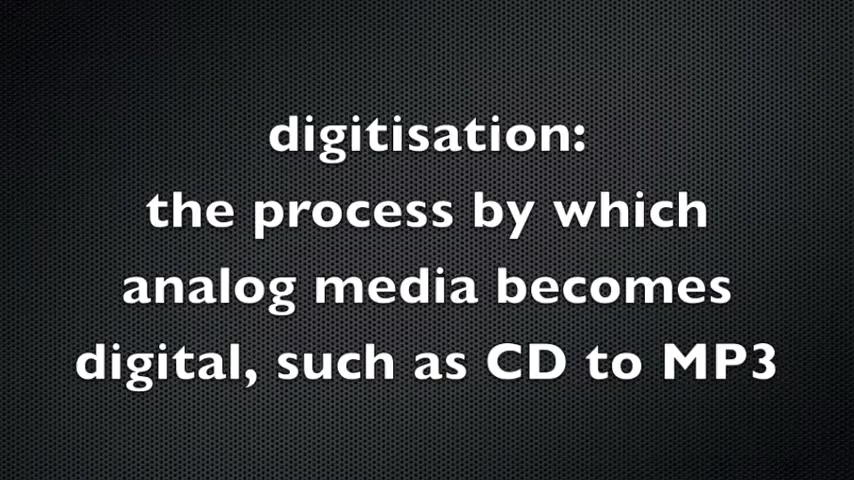 digitisation:
the process by which
analog media becomes
digital, such as CD to MP3